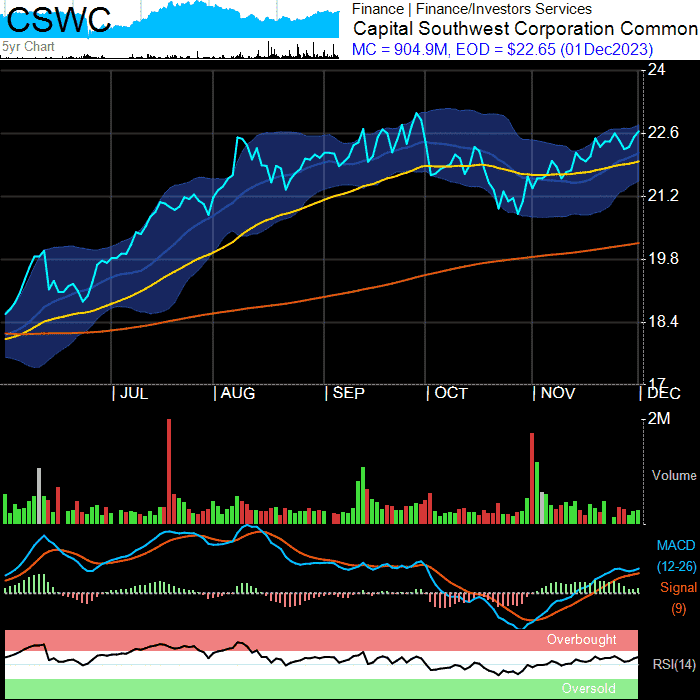 CSWC
5yr Chart
Finance | Finance/Investors Services
Capital Southwest Corporation Common
MC = 904.9M, EOD = $22.65 (01Dec2023)
24
22.6
21.2
19.8
18.4
17
JUL AUG SEP OCT NOV DEC
2M
Volume
MACD
(12-26)
Signal
(9)
Overbought
RSI(14)
Oversold